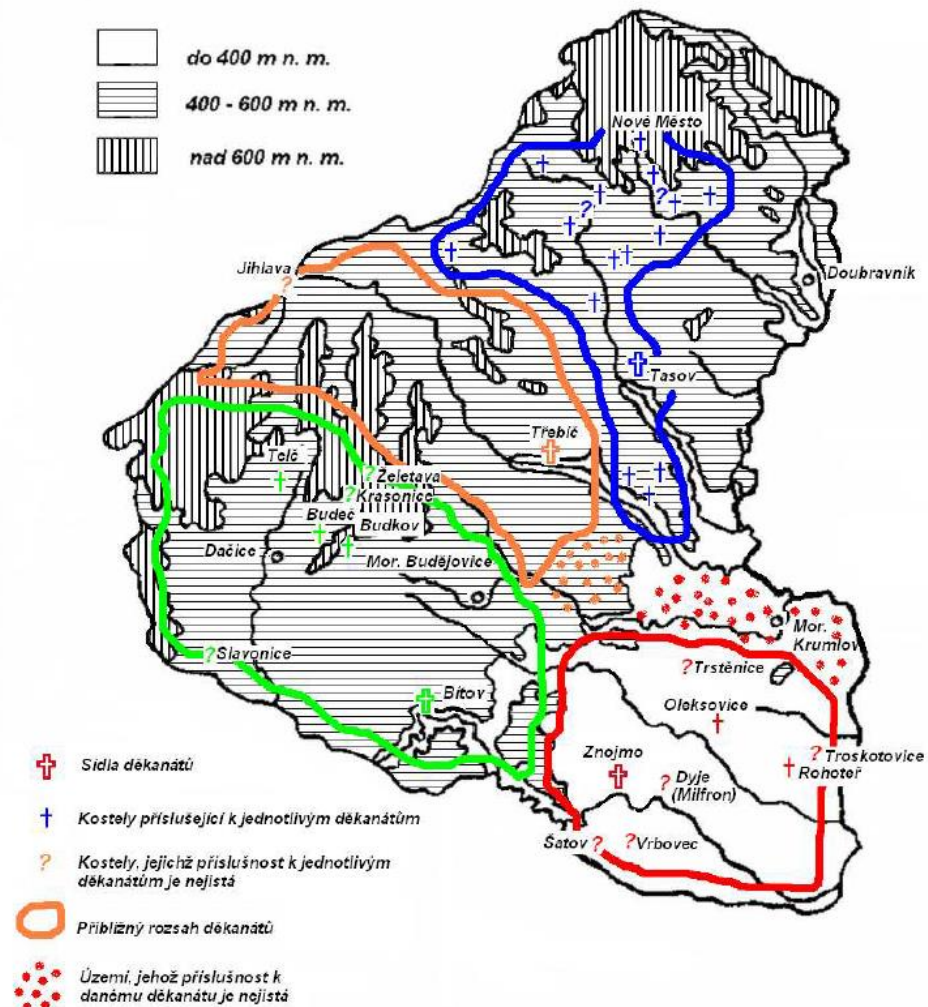 do 400 m n. m.
400 - 600 m n. m.
nad 600 m n. m.
Nové Město
Jihlava
?
?
?
Doubravník
Tasov
Třebíč
Telč
? Želetava
? Krasonice
Budeč
Budkov
Dačice
Mor. Budějovice
Mor.
Krumlov
? Slavonice
? Trstěnice
Bítov
Oleksovice
? Troskotovice
Rohoteř
Znojmo
? Dyje
(Milfron)
Šatov ?
? Vrbovec
Sídla děkanátů
Kostely příslušející k jednotlivým děkanátům
? Kostely, jejichž příslušnost k jednotlivým
děkanátům je nejistá
Přibližný rozsah děkanátů
Území, jehož příslušnost k
danému děkanátu je nejistá